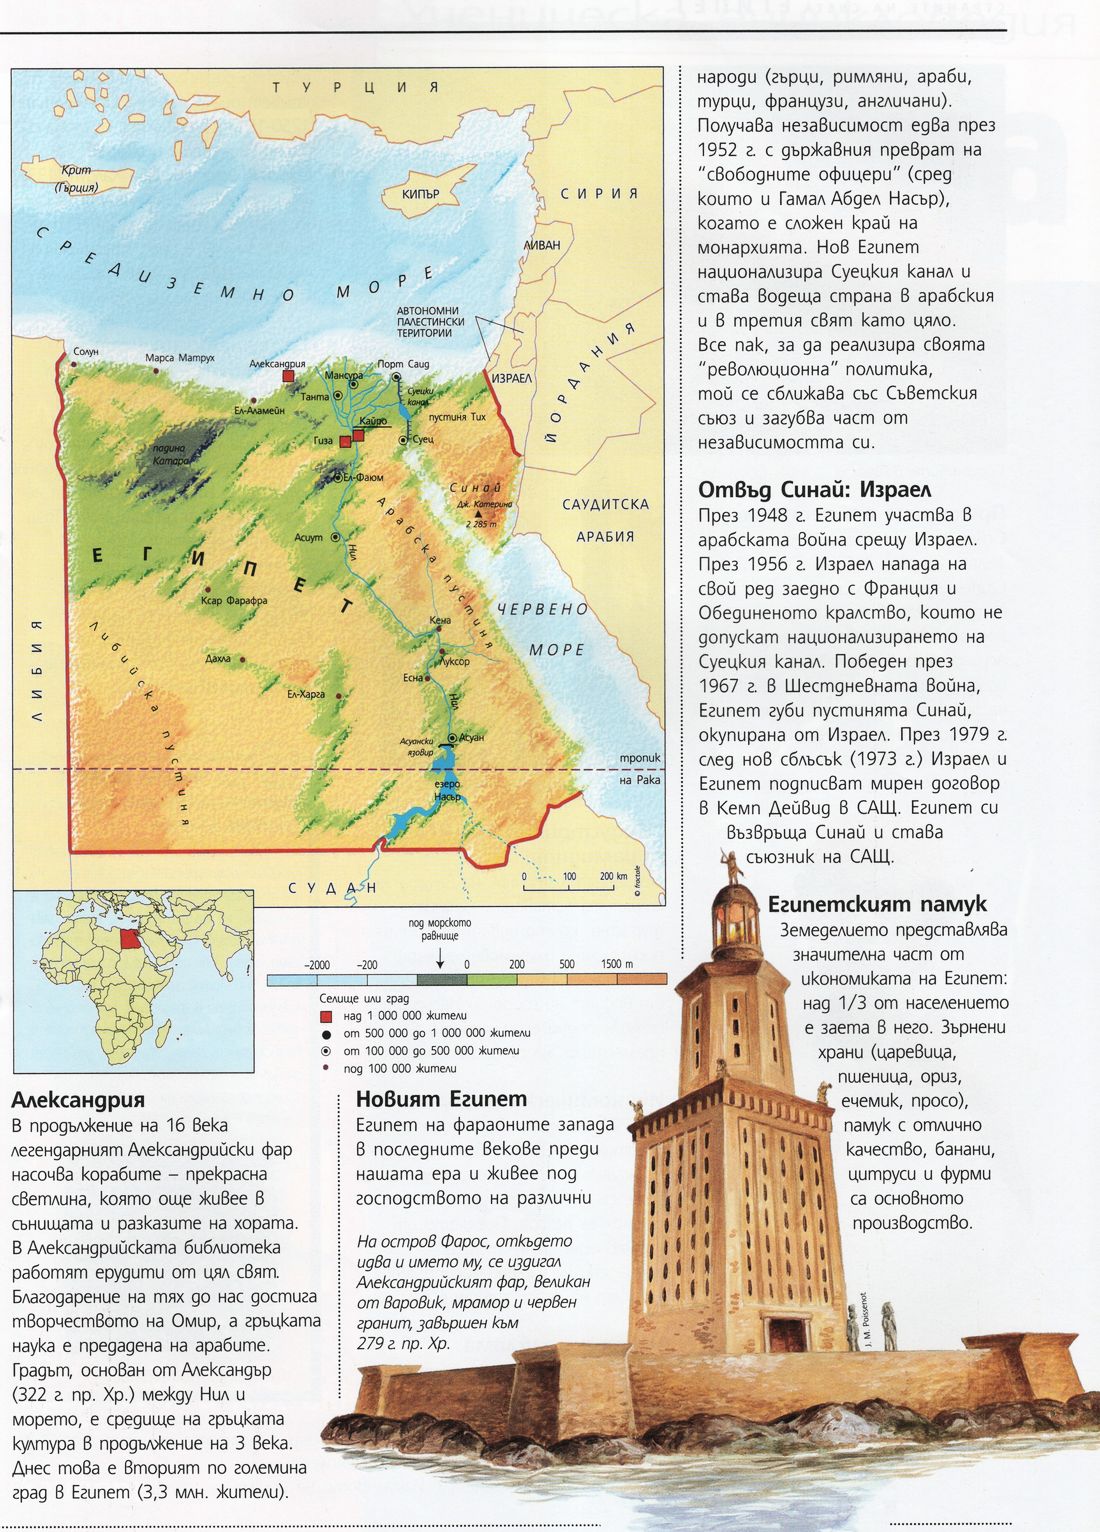 ТУРЦИЯ
Крит
(Гърция)
КИПЪР
СИРИЯ
ЛИВАН
СРЕДИЗЕМНО МОРЕ
АВТОНОМНИ
ПАЛЕСТИНСКИ
ТЕРИТОРИИ
ИЗРАЕЛ
ЙОРДАНИЯ
Солун
Марса Матрух
Александрия
Порт Саид
Мансура
Танта
Суецки
канал
Ел-Аламейн
пустиня Тих
Кайро
Гиза
Суец
падина
Катара
Ел-Фаюм
Синай
Дж. Катерина
2 285 m
САУДИТСКА
АРАБИЯ
Арабска пустиня
Асиут
Нил
ЕГИПЕТ
Ксар Фарафра
ЧЕРВЕНО
МОРЕ
Кена
Луксор
Либийска пустиня
ЛИБИЯ
Дахла
Есна
Ел-Харга
Нил
Асуански
язовир
Асуан
тропик
на Рака
езеро
Насър
СУДАН
0 100 200 km
© fractale
под морското
равнище
–2000 –200 0 200 500 1500 m
Селище или град
над 1 000 000 жители
от 500 000 до 1 000 000 жители
от 100 000 до 500 000 жители
под 100 000 жители
Александрия
В продължение на 16 века
легендарният Александрийски фар
насочва корабите – прекрасна
светлина, която още живее в
сънищата и разказите на хората.
В Александрийската библиотека
работят ерудити от цял свят.
Благодарение на тях до нас достига
творчеството на Омир, а гръцката
наука е предадена на арабите.
Градът, основан от Александър
(322 г. пр. Хр.) между Нил и
морето, е средище на гръцката
култура в продължение на 3 века.
Днес това е вторият по големина
град в Египет (3,3 млн. жители).
Новият Египет
Египет на фараоните запада
в последните векове преди
нашата ера и живее под
господството на различни
На остров Фарос, откъдето
идва и името му, се издигал
Александрийският фар, великан
от варовик, мрамор и червен
гранит, завършен към
279 г. пр. Хр.
народи (гърци, римляни, араби,
турци, французи, англичани).
Получава независимост едва през
1952 г. с държавния преврат на
“свободните офицери” (сред
които и Гамал Абдел Насър),
когато е сложен край на
монархията. Нов Египет
национализира Суецкия канал и
става водеща страна в арабския
и в третия свят като цяло.
Все пак, за да реализира своята
“революционна” политика,
той се сближава със Съветския
съюз и загубва част от
независимостта си.
Отвъд Синай: Израел
През 1948 г. Египет участва в
арабската война срещу Израел.
През 1956 г. Израел напада на
свой ред заедно с Франция и
Обединеното кралство, които не
допускат национализирането на
Суецкия канал. Победен през
1967 г. в Шестдневната война,
Египет губи пустинята Синай,
окупирана от Израел. През 1979 г.
след нов сблъсък (1973 г.) Израел и
Египет подписват мирен договор
в Кемп Дейвид в САЩ. Египет си
възвръща Синай и става
съюзник на САЩ.
Египетският памук
Земеделието представлява
значителна част от
икономиката на Египет:
над 1/3 от населението
е заета в него. Зърнени
храни (царевица,
пшеница, ориз,
ечемик, просо),
памук с отлично
качество, банани,
цитруси и фурми
са основното
производство.
J. M. Poissenot